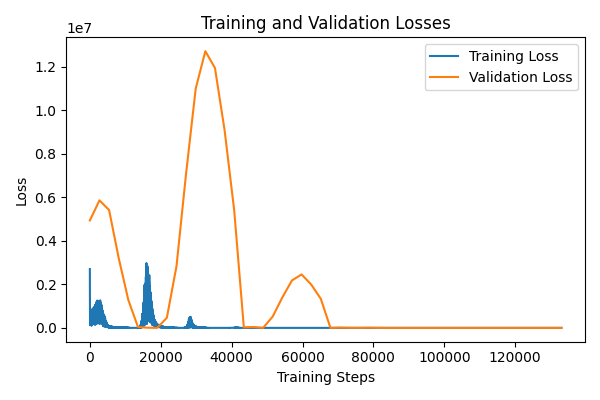 Training and Validation Losses
1e7
Training Loss
Validation Loss
1.2
1.0
0.8
0.6
0.4
0.2
0.0
Loss
0 20000 40000 60000 80000 100000 120000
Training Steps